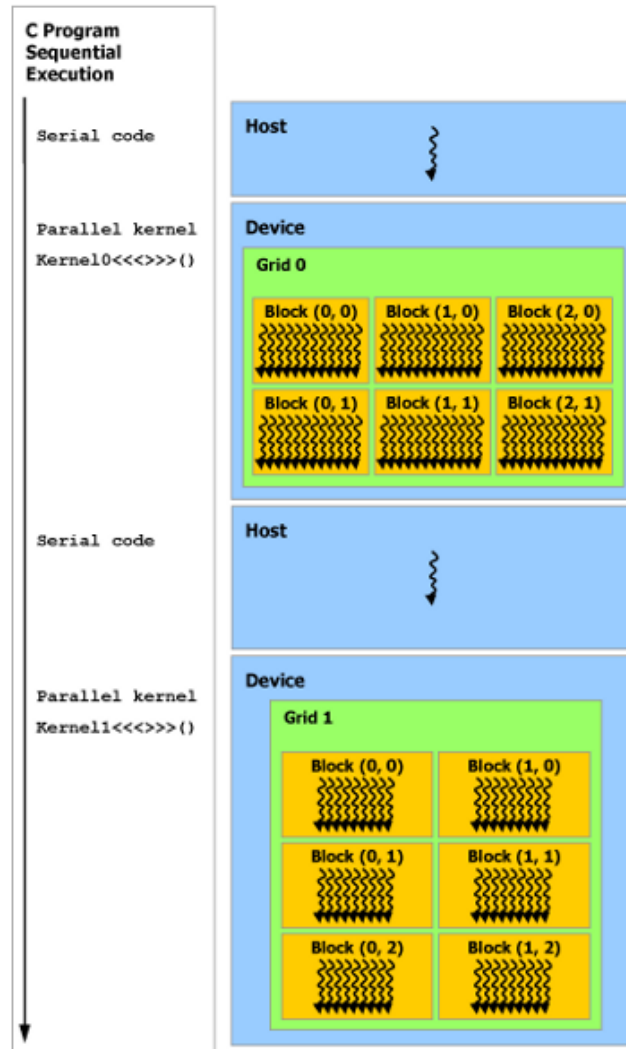 C Program
Sequential
Execution
Serial code
Host
Parallel kernel
Kernel0<<<>>>()
Device
Grid 0
Block (0, 0) Block (1, 0) Block (2, 0)
Block (0, 1) Block (1, 1) Block (2, 1)
Serial code
Host
Parallel kernel
Kernel1<<<>>>()
Device
Grid 1
Block (0, 0) Block (1, 0)
Block (0, 1) Block (1, 1)
Block (0, 2) Block (1, 2)